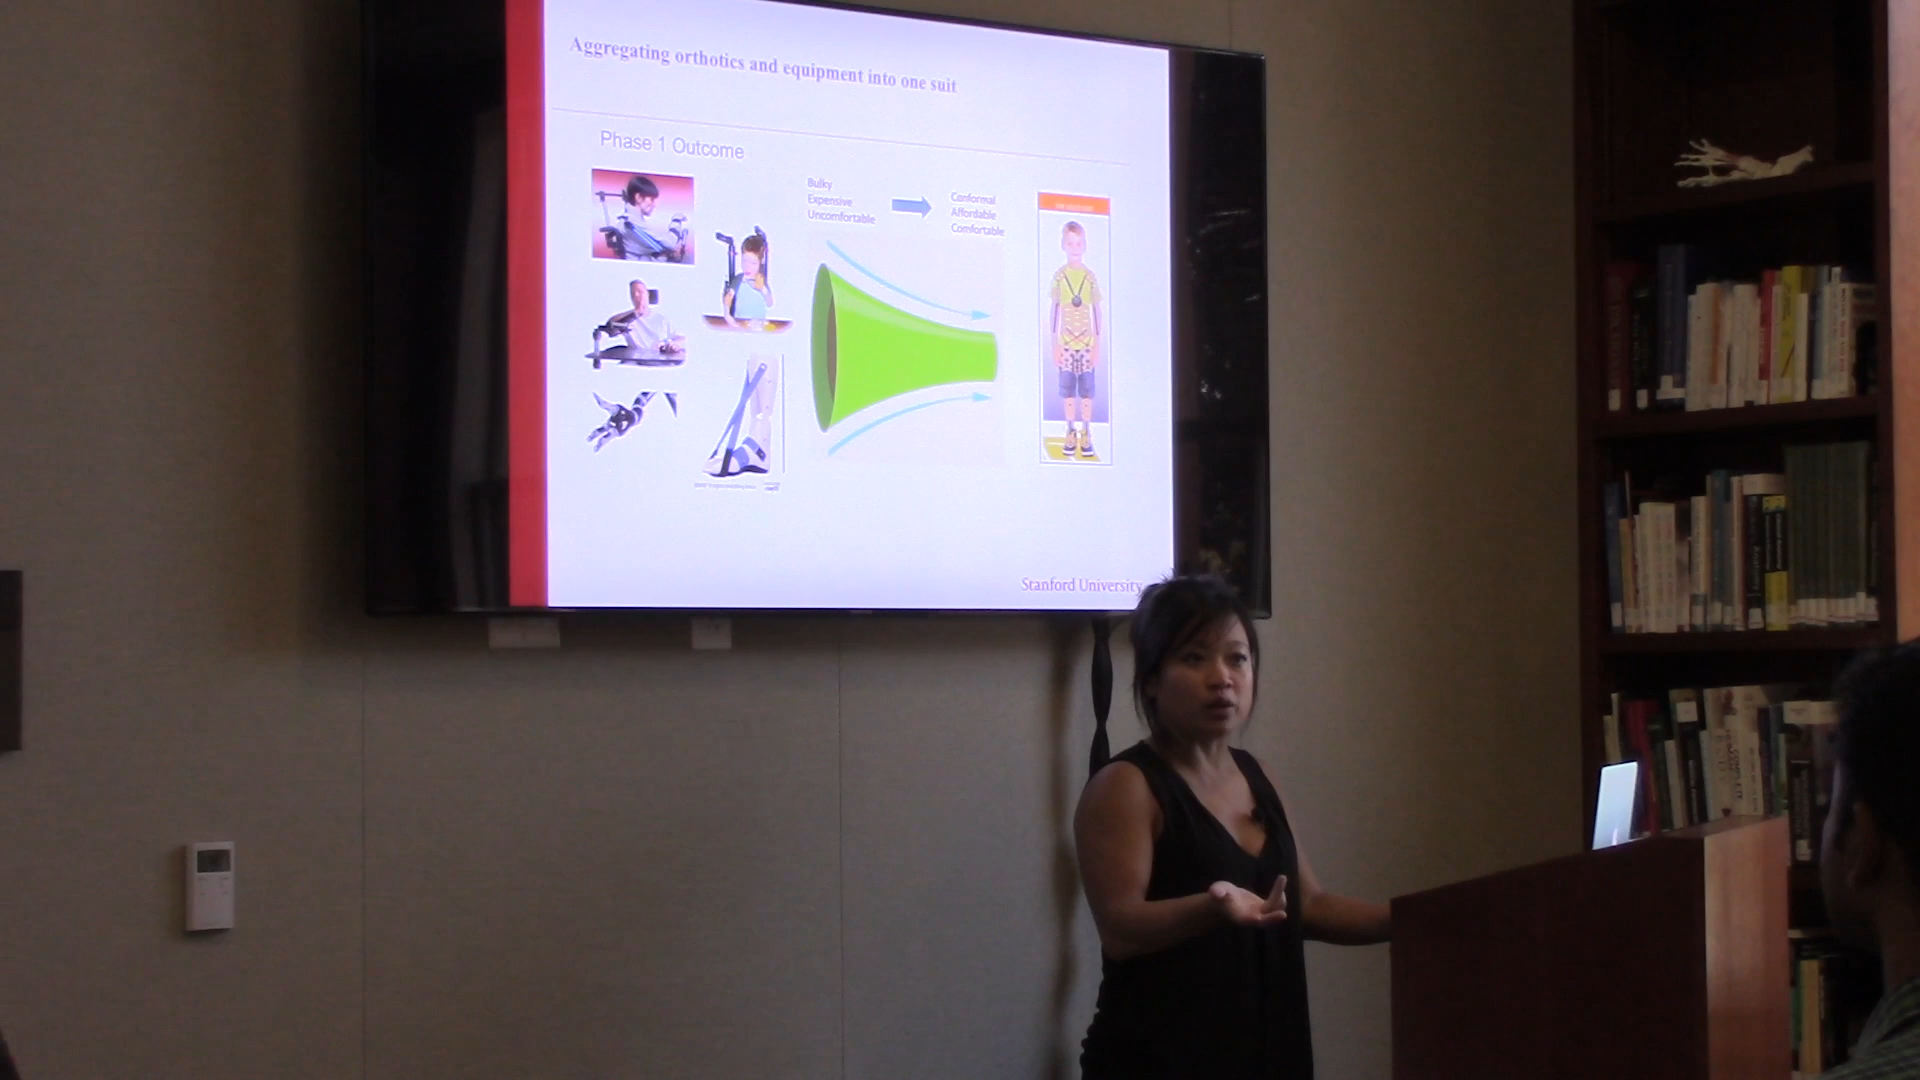 Aggregating orthotics and equipment into one suit
Phase 1 Outcome
Bulky
Expensive
Uncomfortable
Conformal
Affordable
Comfortable
Stanford University